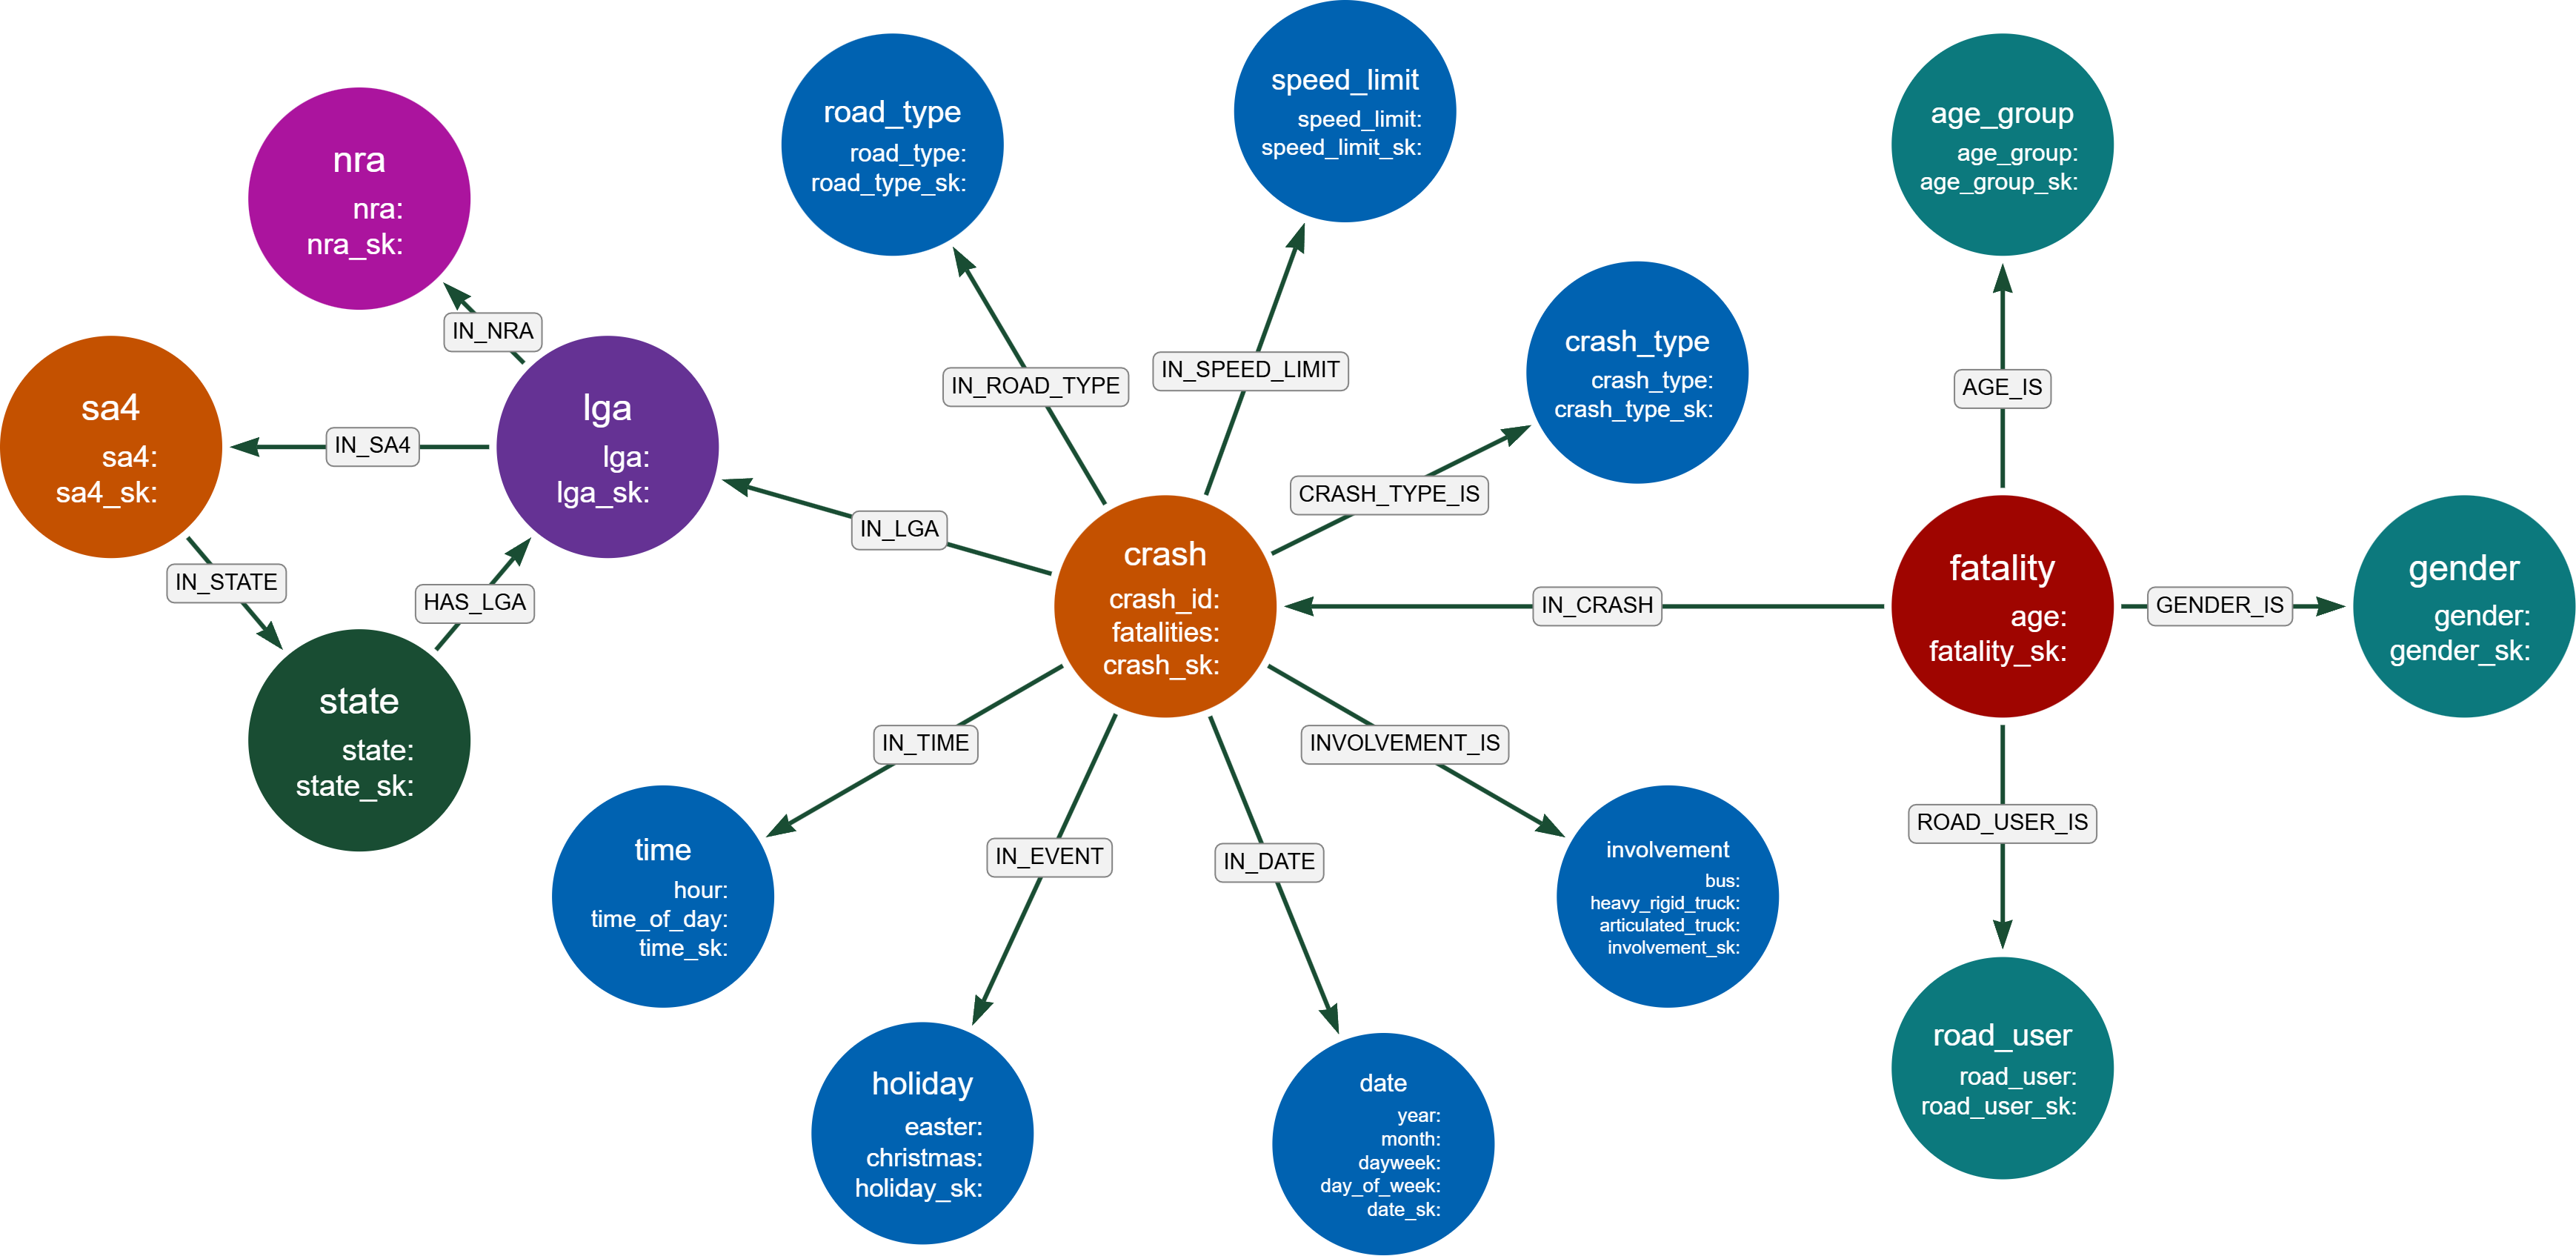 speed_limit
speed_limit:
speed_limit_sk:
road_type
road_type:
road_type_sk:
age_group
age_group:
age_group_sk:
nra
nra:
nra_sk:
IN_NRA
crash_type
crash_type:
crash_type_sk:
IN_SPEED_LIMIT
IN_ROAD_TYPE
AGE_IS
sa4
sa4:
sa4_sk:
IN_SA4
lga
lga:
lga_sk:
CRASH_TYPE_IS
IN_LGA
crash
crash_id:
fatalities:
crash_sk:
IN_CRASH
fatality
age:
fatality_sk:
GENDER_IS
gender
gender:
gender_sk:
IN_STATE
HAS_LGA
state
state:
state_sk:
IN_TIME
INVOLVEMENT_IS
ROAD_USER_IS
IN_EVENT
IN_DATE
time
hour:
time_of_day:
time_sk:
involvement
bus:
heavy_rigid_truck:
articulated_truck:
involvement_sk:
road_user
road_user:
road_user_sk:
holiday
easter:
christmas:
holiday_sk:
date
year:
month:
dayweek:
day_of_week:
date_sk: